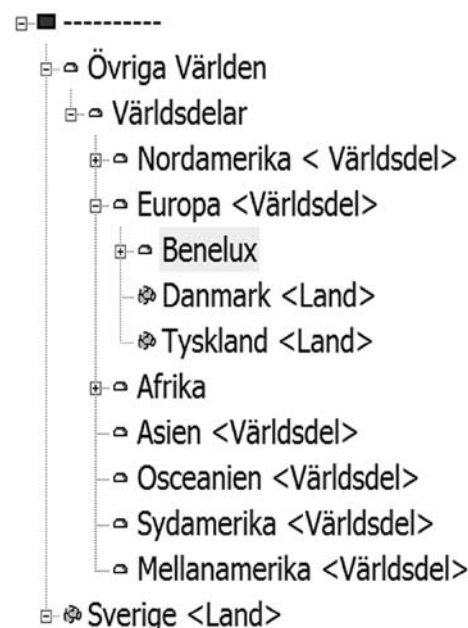 ----------
Övriga Världen
Världsdelar
Nordamerika < Världsdel>
Europa <Världsdel>
Benelux
Danmark <Land>
Tyskland <Land>
Afrika
Asien <Världsdel>
Osceanien <Världsdel>
Sydamerika <Världsdel>
Mellanamerika <Världsdel>
Sverige <Land>